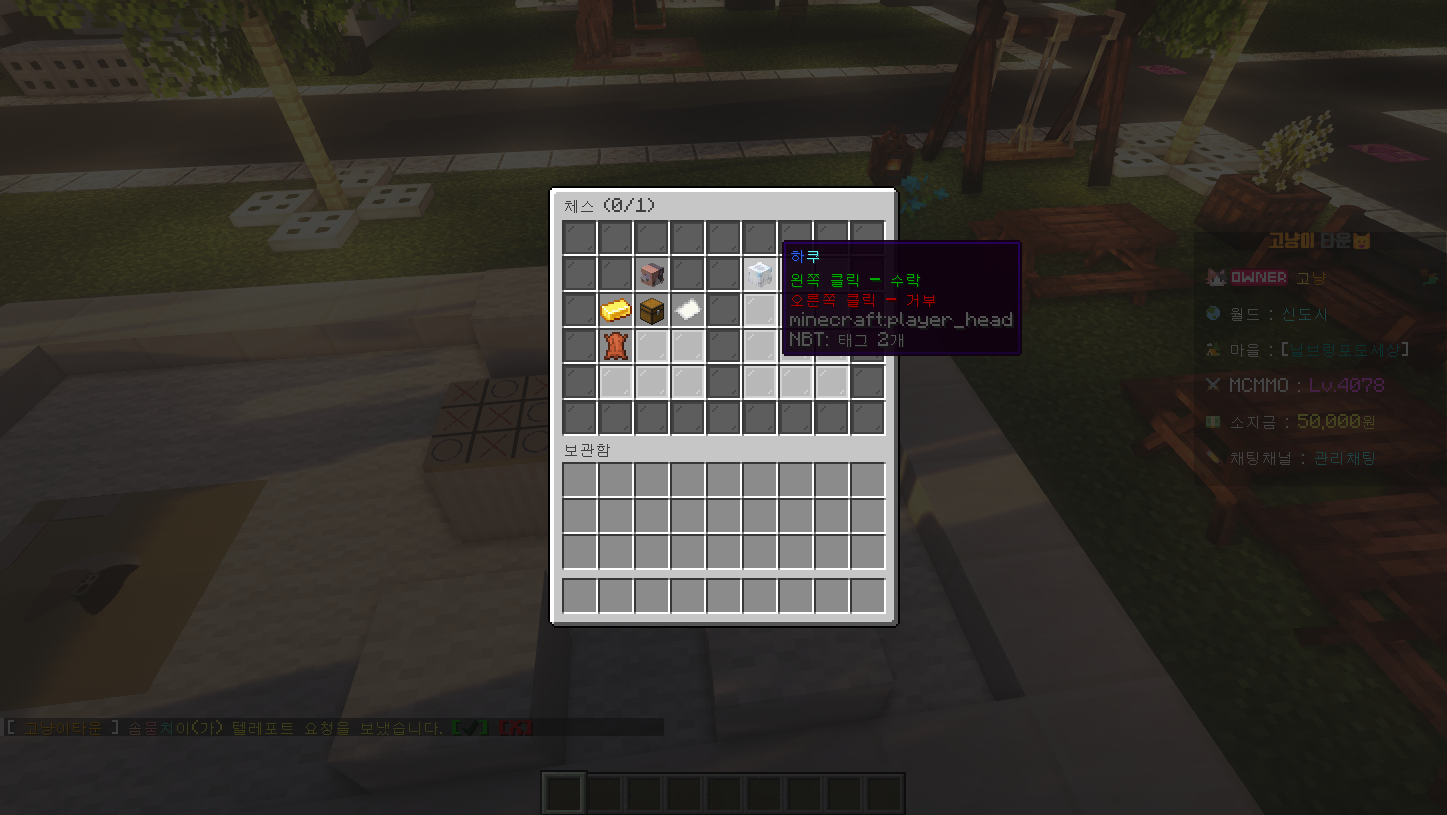 체스 (0/1)
하쿠
왼쪽 클릭 - 수락
오른쪽 클릭 - 거부
minecraft:player_head
NBT: 태그 2개
보관함
고냥이 타운
OWNER 고냥
월드 : 신도시
마을 : [닐브렁포토세상]
MCMMO : Lv.4078
소지금 : 50,000원
채팅채널 : 관리채팅
[ 고냥이타운 ] 솜뭉치이(가) 텔레포트 요청을 보냈습니다. [✔] [X]